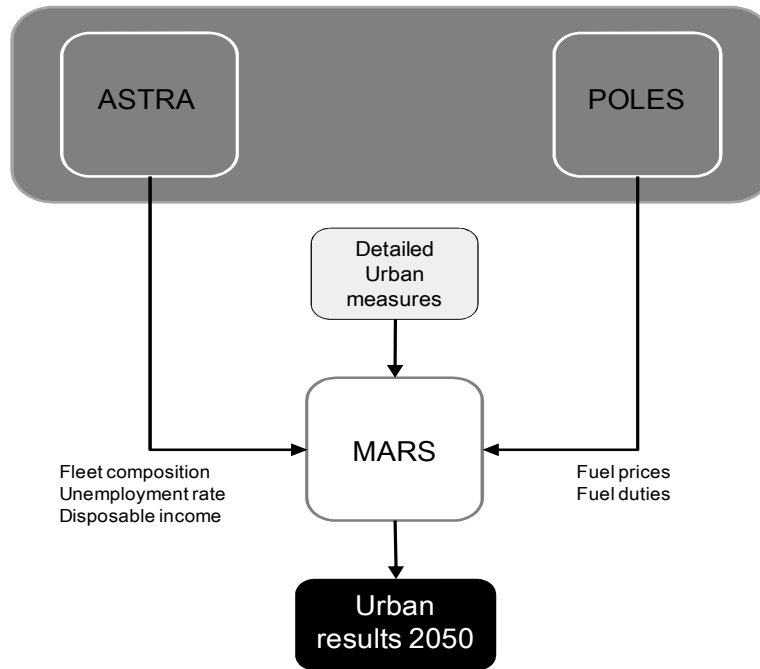 ASTRA
POLES
Detailed
Urban
measures
MARS
Fleet composition
Unemployment rate
Disposable income
Fuel prices
Fuel duties
Urban
results 2050